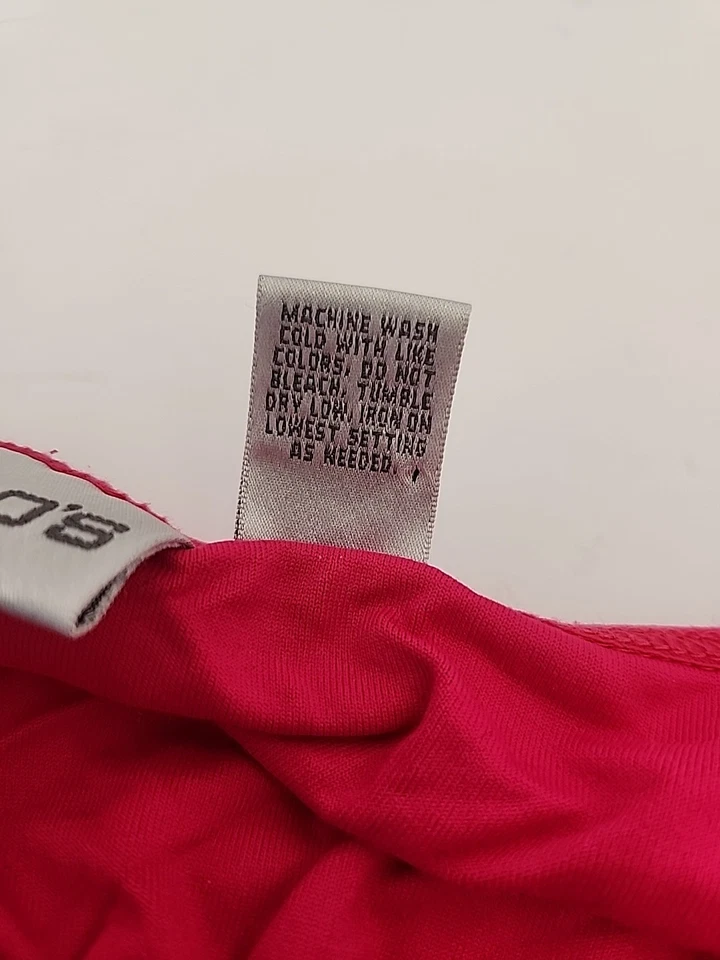 MACHINE WASH
COLD WITH LIKE
COLORS, DO NOT
BLEACH, TUMBLE
DRY LOW, IRON ON
LOWEST SETTING
AS NEEDED.
O'S